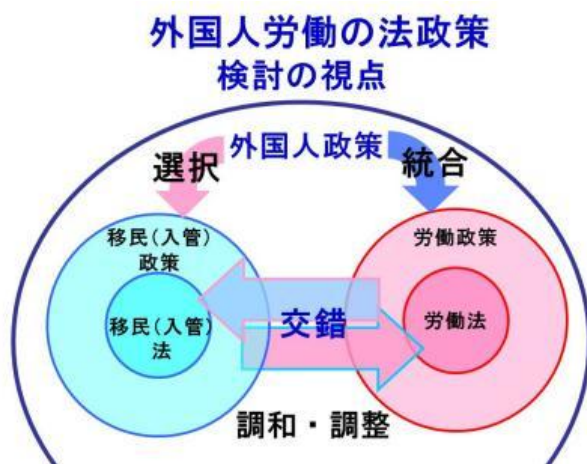 外国人労働の法政策
検討の視点
外国人政策
選択
統合
移民(入管)
政策
移民(入管)
法
交錯
労働政策
労働法
調和・調整